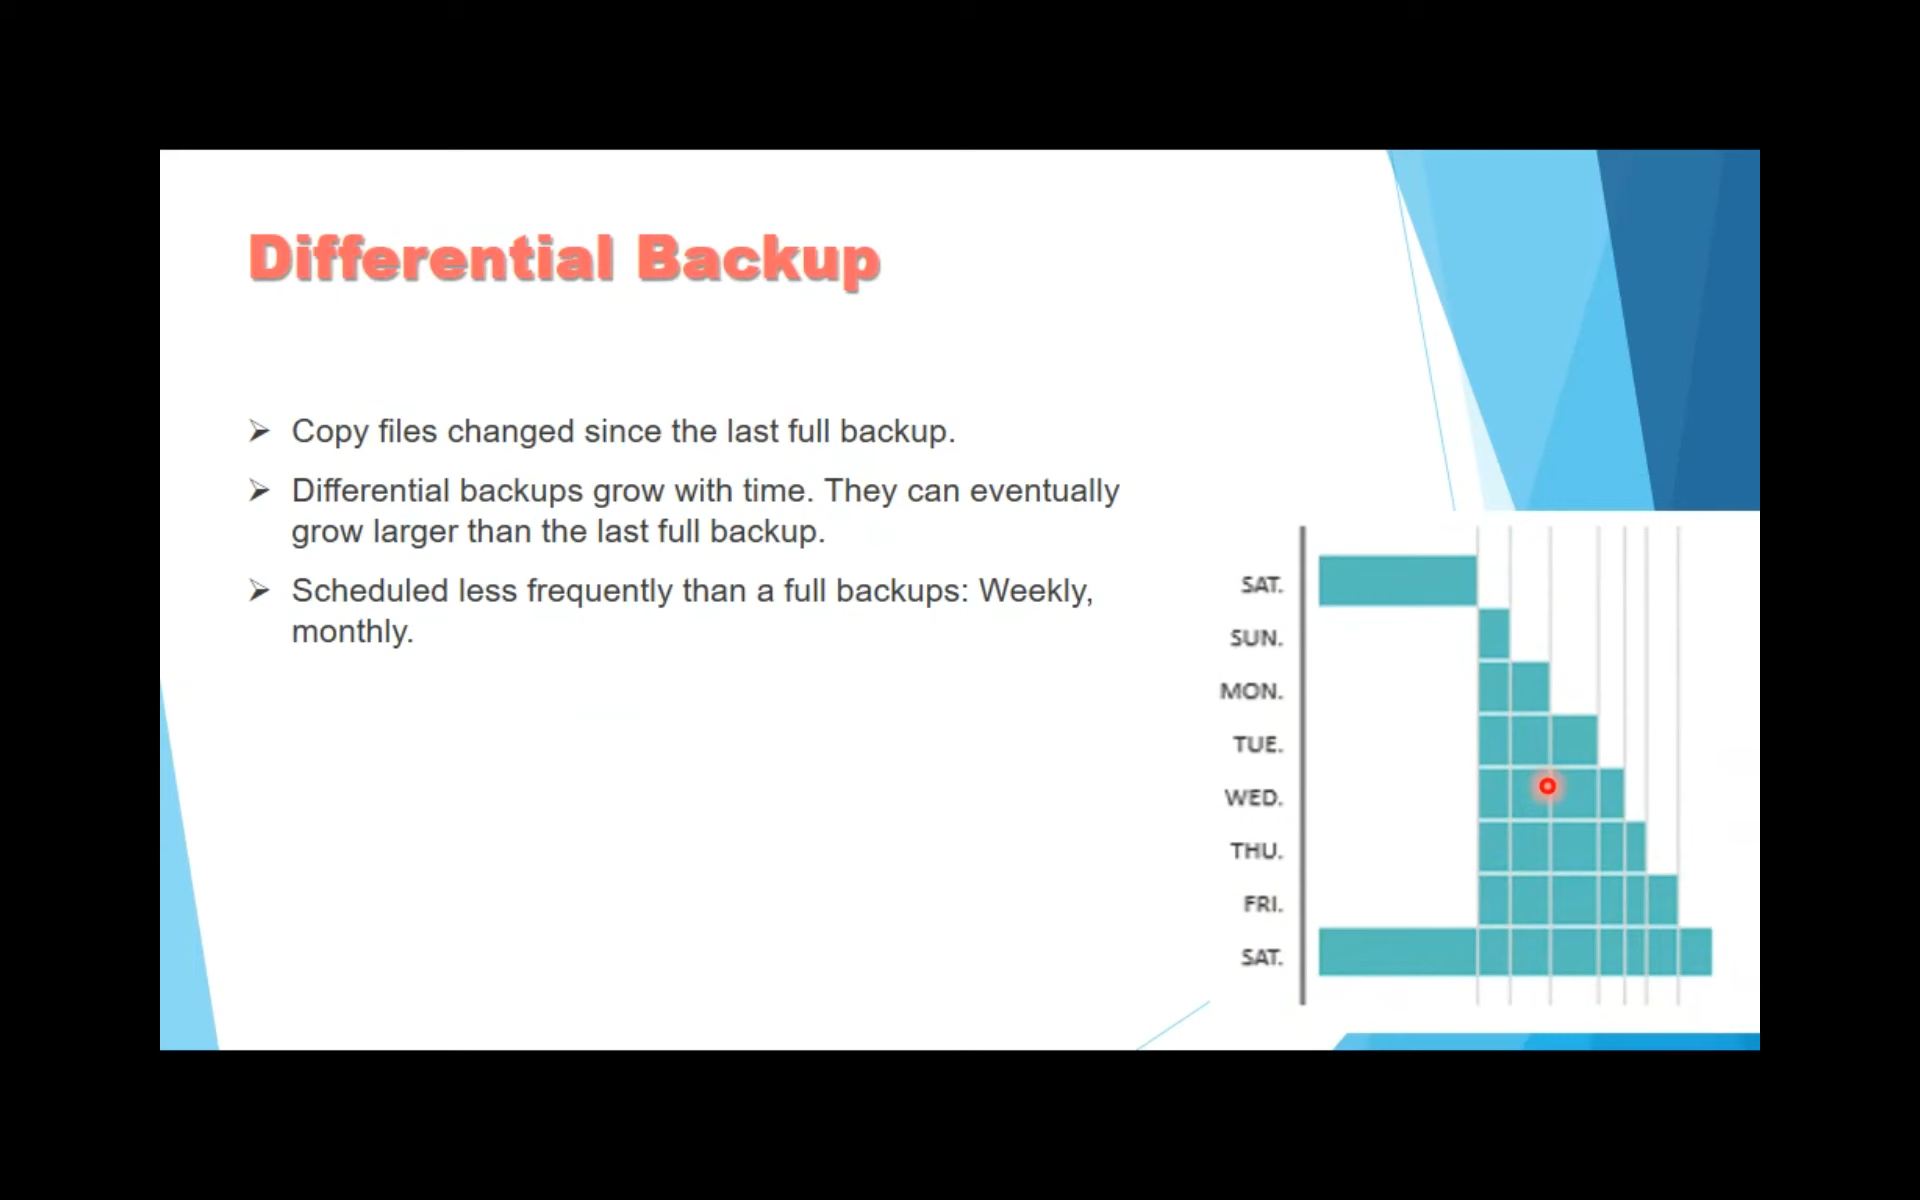 Differential Backup
➢ Copy files changed since the last full backup.
➢ Differential backups grow with time. They can eventually
grow larger than the last full backup.
➢ Scheduled less frequently than a full backups: Weekly,
monthly.
SAT.
SUN.
MON.
TUE.
WED.
THU.
FRI.
SAT.